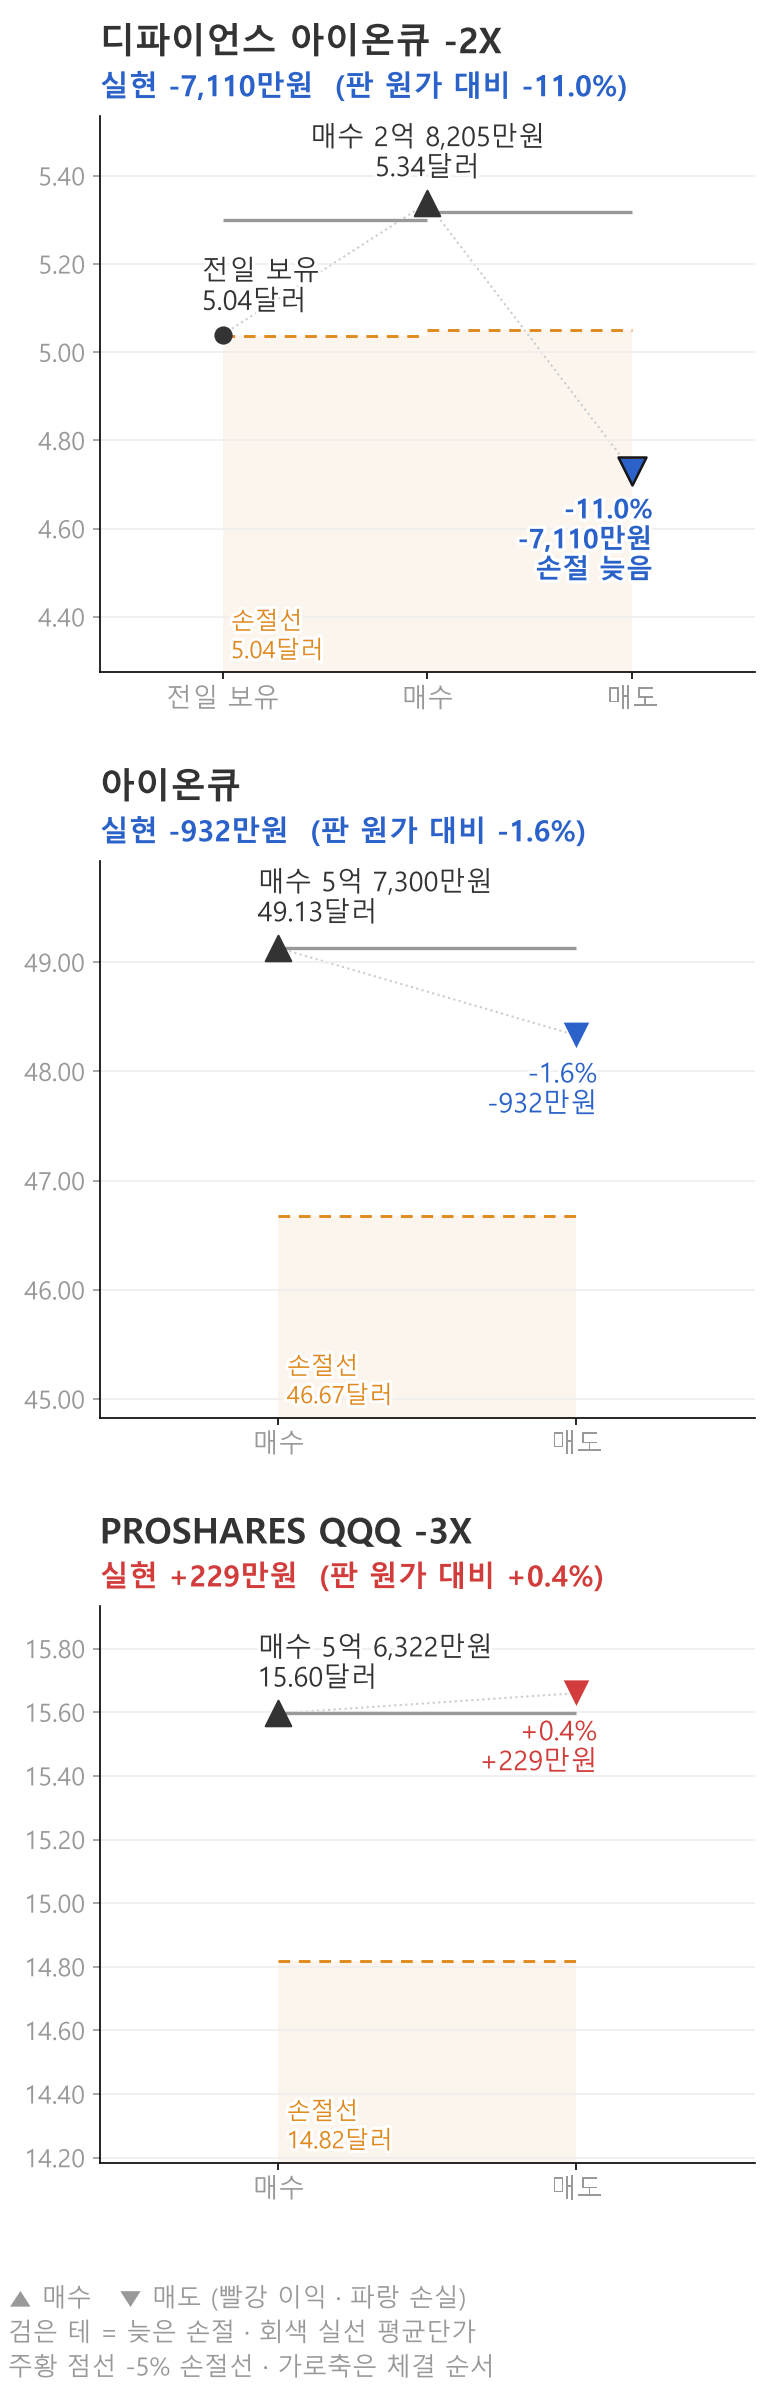 디파이언스 아이온큐 -2X
실현 -7,110만원 (판 원가 대비 -11.0%)
매수 2억 8,205만원
5.34달러
5.40
5.20
전일 보유
5.04달러
5.00
4.80
-11.0%
4.60
-7,110만원
손절 늦음
4.40
손절선
5.04달러
전일 보유
매수
매도
아이온큐
실현 -932만원 (판 원가 대비 -1.6%)
매수 5억 7,300만원
49.13달러
49.00
48.00
-1.6%
-932만원
47.00
46.00
손절선
46.67달러
45.00
매수
매도
PROSHARES QQQ -3X
실현 +229만원 (판 원가 대비 +0.4%)
매수 5억 6,322만원
15.60달러
15.80
15.60
+0.4%
+229만원
15.40
15.20
15.00
14.80
14.60
14.40
손절선
14.82달러
14.20
매수
매도
▲ 매수 ▼ 매도 (빨강 이익 · 파랑 손실)
검은 테 = 늦은 손절 · 회색 실선 평균단가
주황 점선 -5% 손절선 · 가로축은 체결 순서